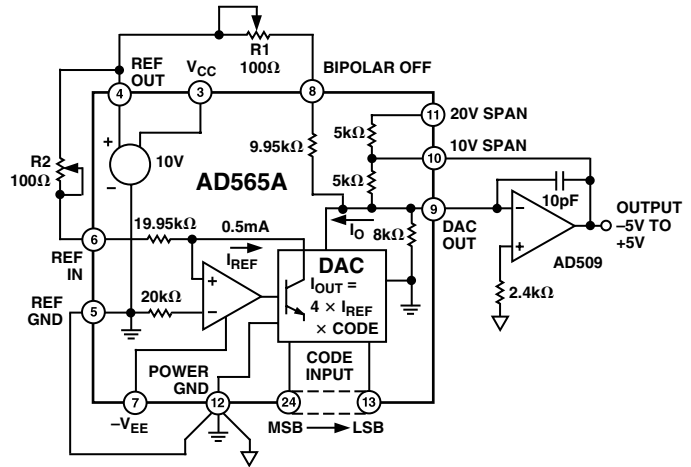 R1
100Ω
REF
OUT
VCC
BIPOLAR OFF
4
3
8
11
20V SPAN
5kΩ
10V SPAN
9.95kΩ
10
+
10V
R2
100Ω
–
AD565A
5kΩ
10pF
OUTPUT
–5V TO
+5V
9
–
19.95kΩ
0.5mA
IO
8kΩ
DAC
OUT
+
AD509
6
REF
IN
IREF
DAC
+
IOUT =
4 × IREF
× CODE
2.4kΩ
REF
GND
5
20kΩ
–
POWER
GND
CODE
INPUT
7
12
24
13
–VEE
MSB
LSB